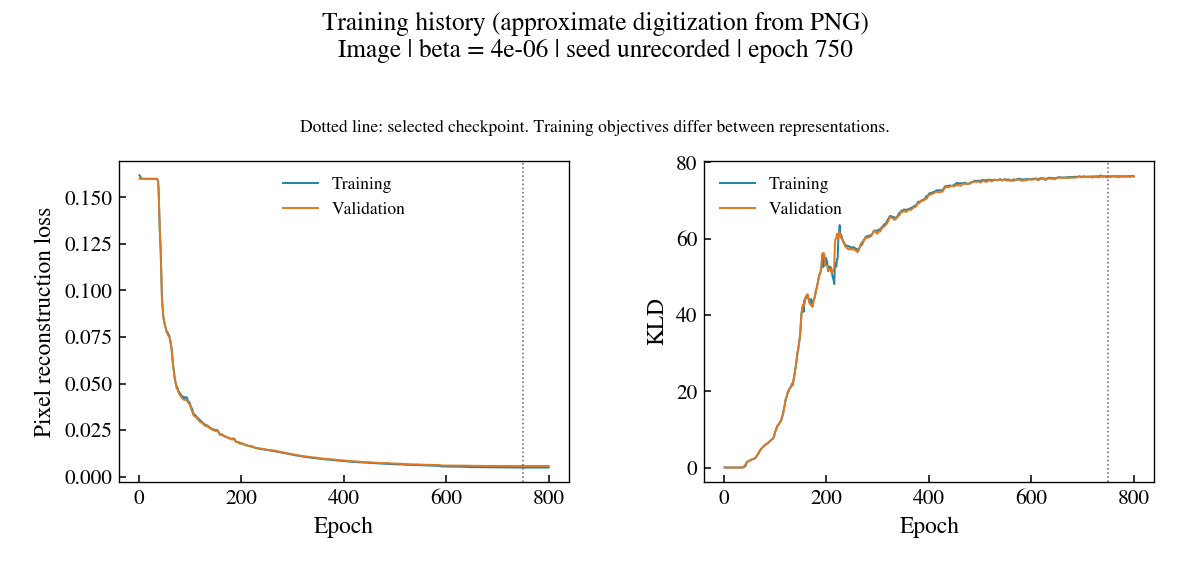 Training history (approximate digitization from PNG)
Image | beta = 4e-06 | seed unrecorded | epoch 750
Dotted line: selected checkpoint. Training objectives differ between representations.
Pixel reconstruction loss
0.150
0.125
0.100
0.075
0.050
0.025
0.000
Training
Validation
0
200
400
600
800
Epoch
KLD
80
60
40
20
0
Training
Validation
0
200
400
600
800
Epoch